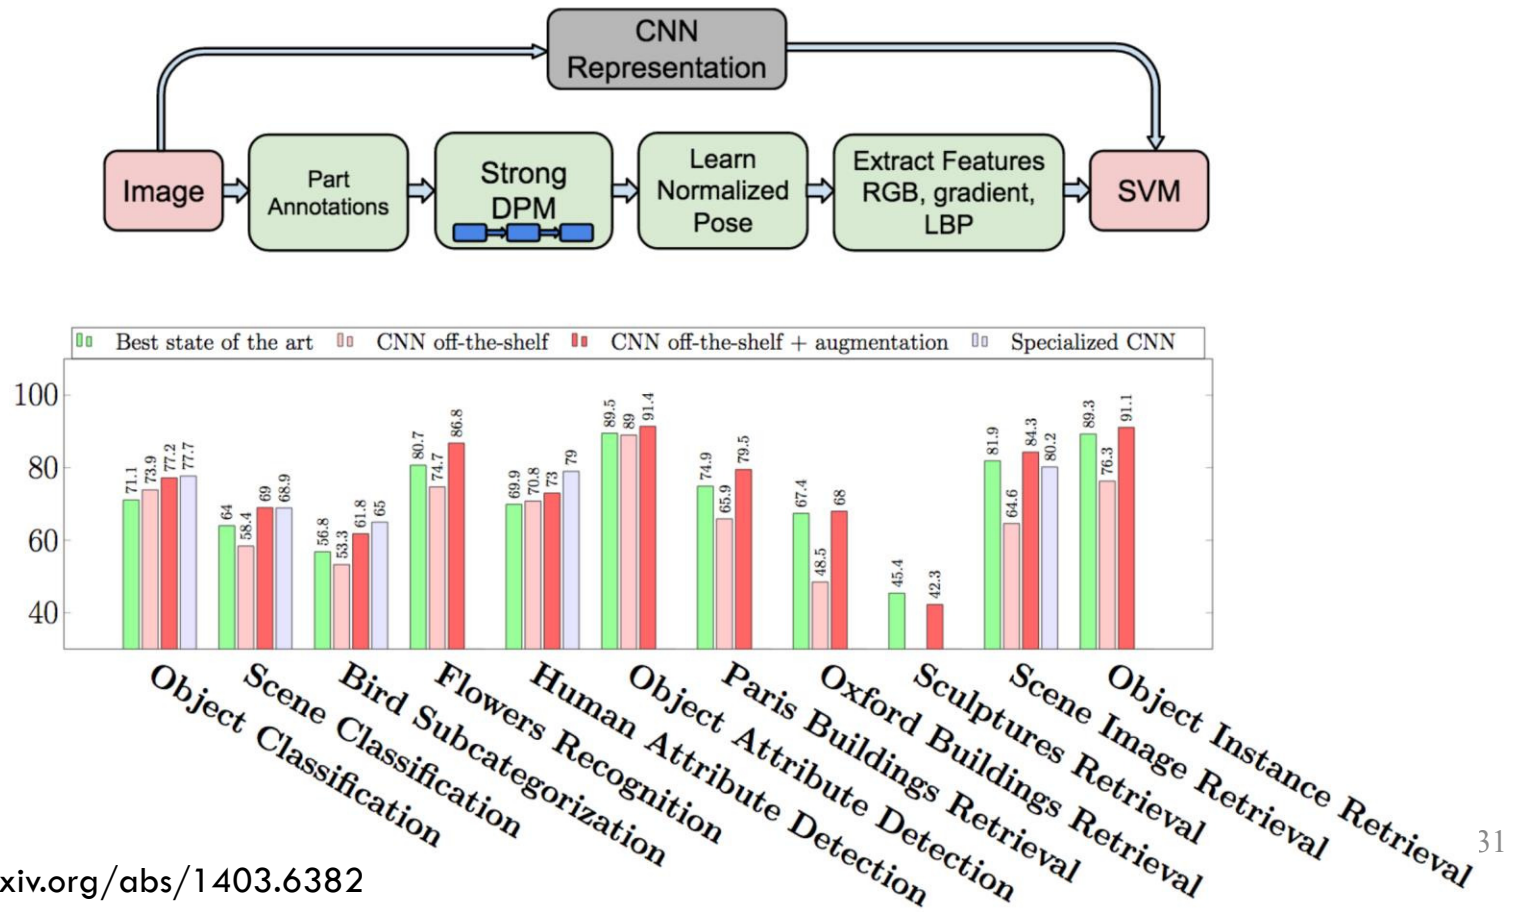 CNN
Representation
Image
Part
Annotations
Strong
DPM
Learn
Normalized
Pose
Extract Features
RGB, gradient,
LBP
SVM
Best state of the art CNN off-the-shelf CNN off-the-shelf + augmentation Specialized CNN
100
80
60
40
71.1 73.9 77.2 77.7
64 58.4 69 68.9
56.8 53.3 61.8 65
80.7 74.7 86.8
69.9 70.8 73 79
89.5 89 91.4
74.9 65.9 79.5
67.4 48.5 68
45.4 42.3
81.9 64.6 84.3 80.2
89.3 76.3 91.1
Object Classification
Scene Classification
Bird Subcategorization
Flowers Recognition
Human Attribute Detection
Object Attribute Detection
Paris Buildings Retrieval
Oxford Buildings Retrieval
Sculptures Retrieval
Scene Image Retrieval
Object Instance Retrieval
31
xiv.org/abs/1403.6382